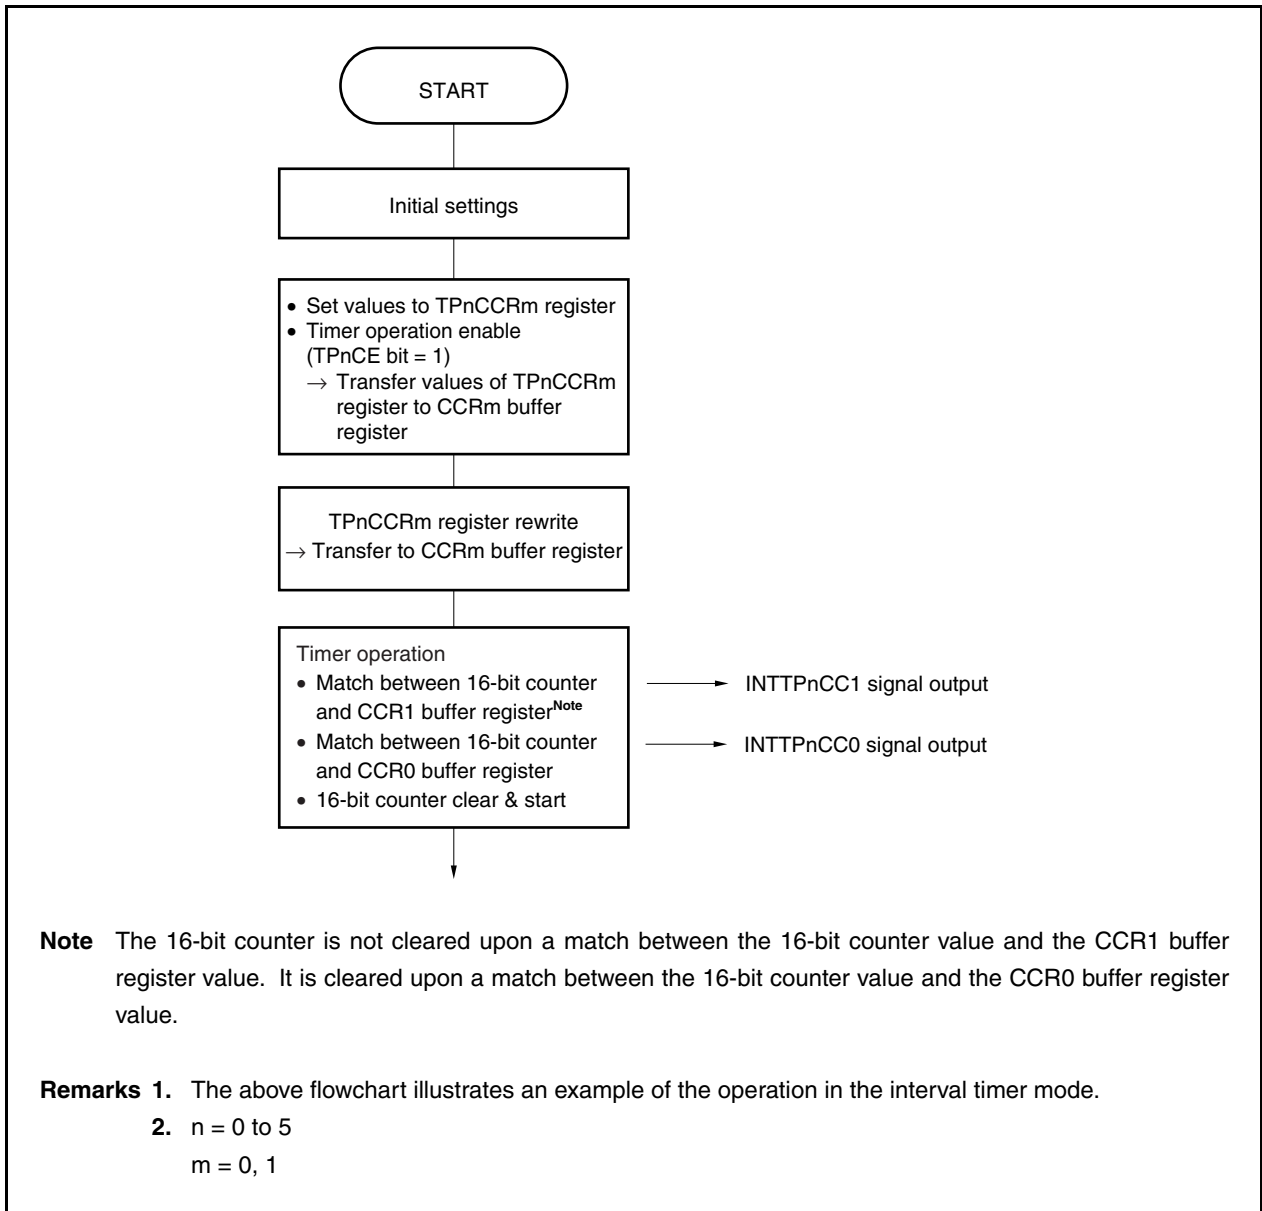 START
Initial settings
• Set values to TPnCCRm register
• Timer operation enable
(TPnCE bit = 1)
→ Transfer values of TPnCCRm
register to CCRm buffer
register
TPnCCRm register rewrite
→ Transfer to CCRm buffer register
Timer operation
• Match between 16-bit counter
and CCR1 buffer registerNote
• Match between 16-bit counter
and CCR0 buffer register
• 16-bit counter clear & start
INTTPnCC1 signal output
INTTPnCC0 signal output
Note The 16-bit counter is not cleared upon a match between the 16-bit counter value and the CCR1 buffer
register value. It is cleared upon a match between the 16-bit counter value and the CCR0 buffer register
value.
Remarks 1. The above flowchart illustrates an example of the operation in the interval timer mode.
2. n = 0 to 5
m = 0, 1